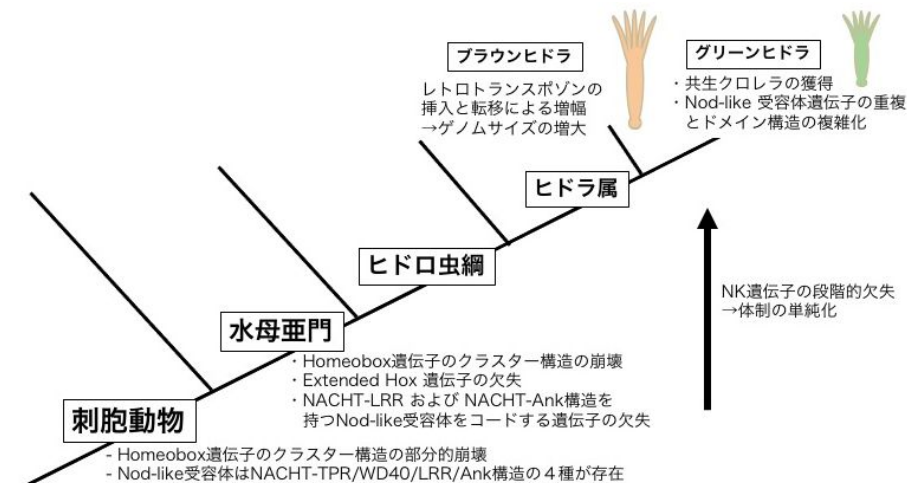 ブラウンヒドラ
レトロトランスポゾンの
挿入と転移による増幅
→ゲノムサイズの増大
グリーンヒドラ
・共生クロレラの獲得
・Nod-like 受容体遺伝子の重複
とドメイン構造の複雑化
ヒドラ属
ヒドロ虫綱
NK遺伝子の段階的欠失
→体制の単純化
水母亜門
・Homeobox遺伝子のクラスター構造の崩壊
・Extended Hox 遺伝子の欠失
・NACHT-LRR および NACHT-Ank構造を
持つNod-like受容体をコードする遺伝子の欠失
刺胞動物
- Homeobox遺伝子のクラスター構造の部分的崩壊
- Nod-like受容体はNACHT-TPR/WD40/LRR/Ank構造の４種が存在